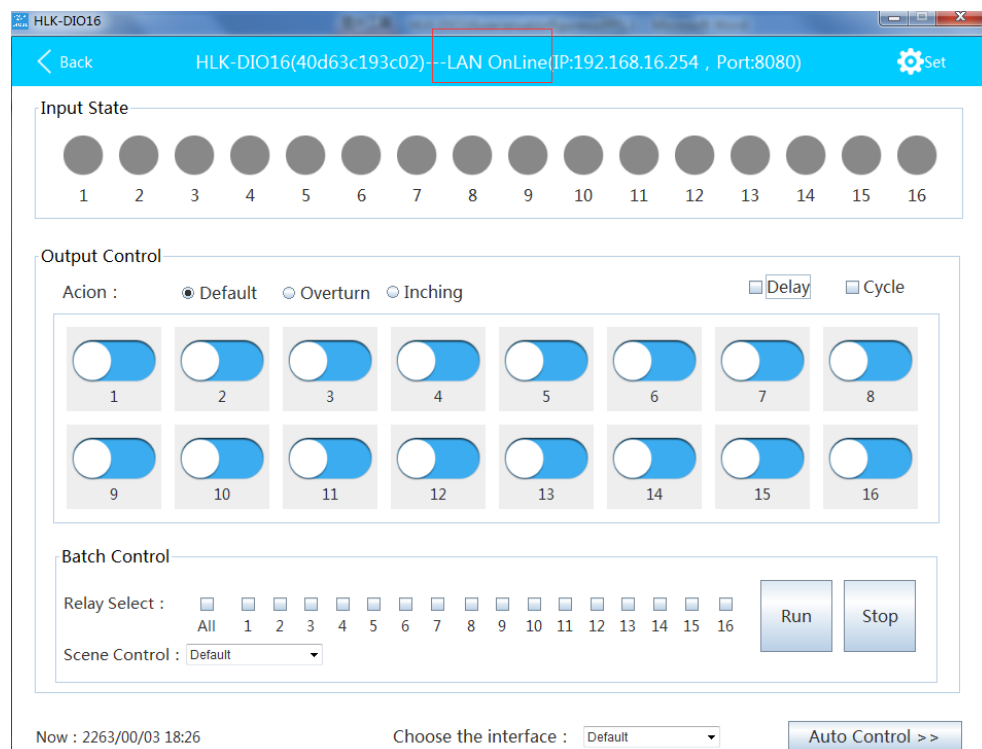 HLK-DIO16
Back
HLK-DIO16(40d63c193c02)---LAN OnLine(IP:192.168.16.254 , Port:8080)
Set
Input State
1 2 3 4 5 6 7 8 9 10 11 12 13 14 15 16
Output Control
Acion : Default Overturn Inching Delay Cycle
1 2 3 4 5 6 7 8
9 10 11 12 13 14 15 16
Batch Control
Relay Select :
All 1 2 3 4 5 6 7 8 9 10 11 12 13 14 15 16
Run Stop
Scene Control : Default
Now : 2263/00/03 18:26 Choose the interface : Default Auto Control >>